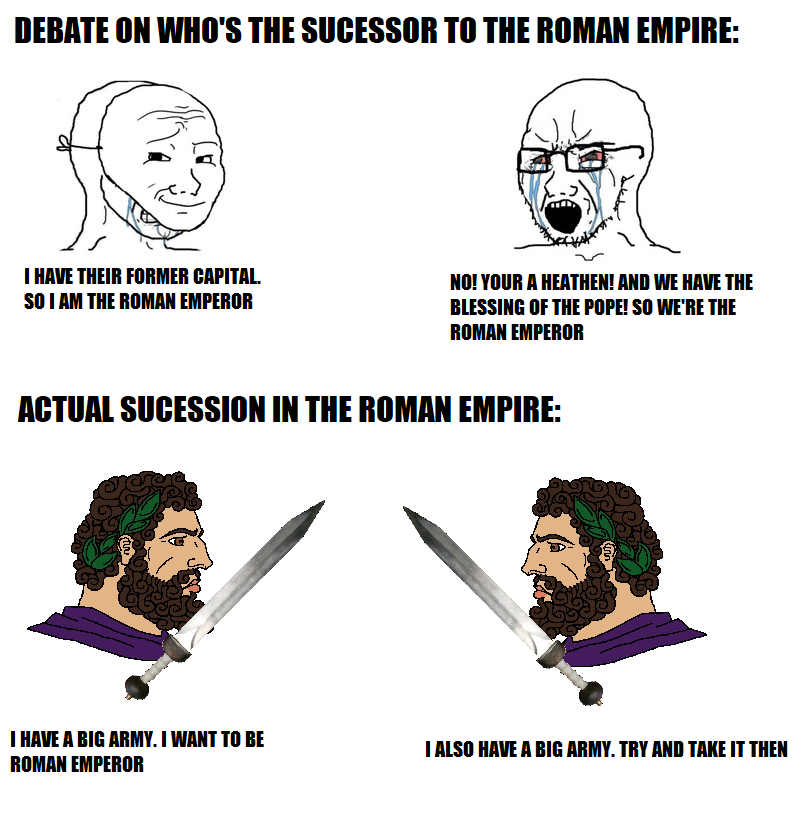 DEBATE ON WHO'S THE SUCESSOR TO THE ROMAN EMPIRE:
I HAVE THEIR FORMER CAPITAL.
SO I AM THE ROMAN EMPEROR
NO! YOUR A HEATHEN! AND WE HAVE THE
BLESSING OF THE POPE! SO WE'RE THE
ROMAN EMPEROR
ACTUAL SUCESSION IN THE ROMAN EMPIRE:
I HAVE A BIG ARMY. I WANT TO BE
ROMAN EMPEROR
I ALSO HAVE A BIG ARMY. TRY AND TAKE IT THEN